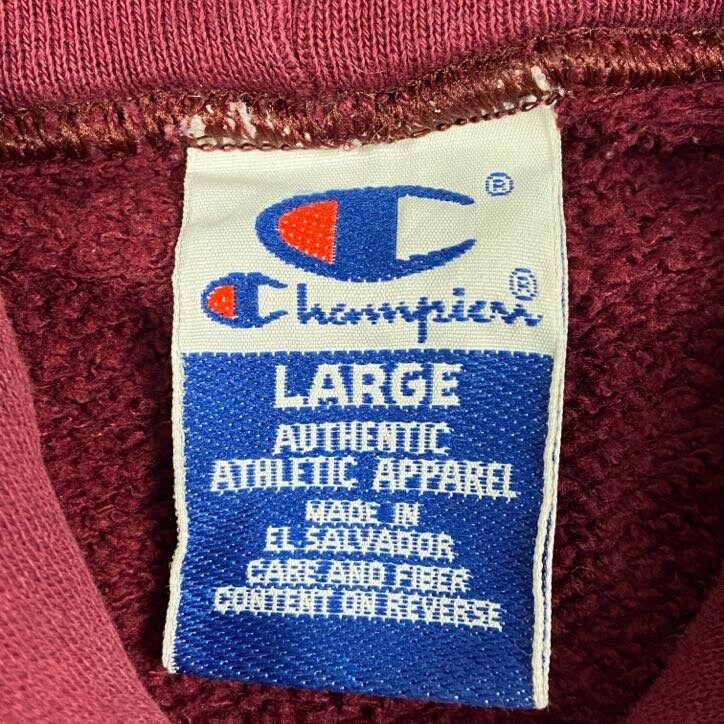 ®
Champion®
LARGE
AUTHENTIC
ATHLETIC APPAREL
MADE IN
EL SALVADOR
CARE AND FIBER
CONTENT ON REVERSE